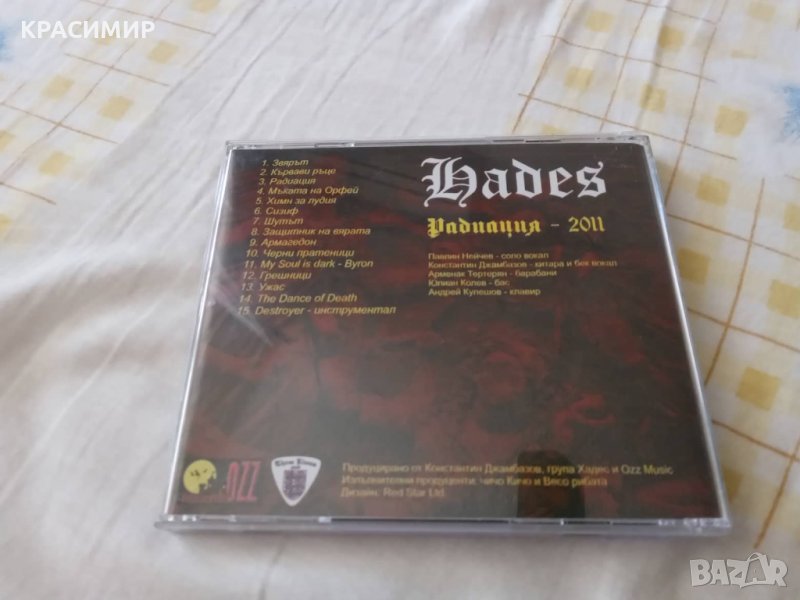 КРАСИМИР
1. Звярът
2. Кървави ръце
3. Радиация
4. Мъката на Орфей
5. Химн за лудия
6. Сизиф
7. Шутът
8. Защитник на вярата
9. Армагедон
10. Черни пратеници
11. My Soul is dark - Byron
12. Грешници
13. Ужас
14. The Dance of Death
15. Destroyer - инструментал
Hades
Радиация - 2011
Павлин Нейчев - соло вокал
Константин Джамбазов - китара и бек вокал
Арменак Тертерян - барабани
Юлиан Колев - бас
Андрей Кулешов - клавир
OZZ
Продуцирано от Константин Джамбазов, група Хадес и Ozz Music
Изпълнителни продуценти: чичо Кичо и Весо рибата
Дизайн: Red Star Ltd.
BAZAR